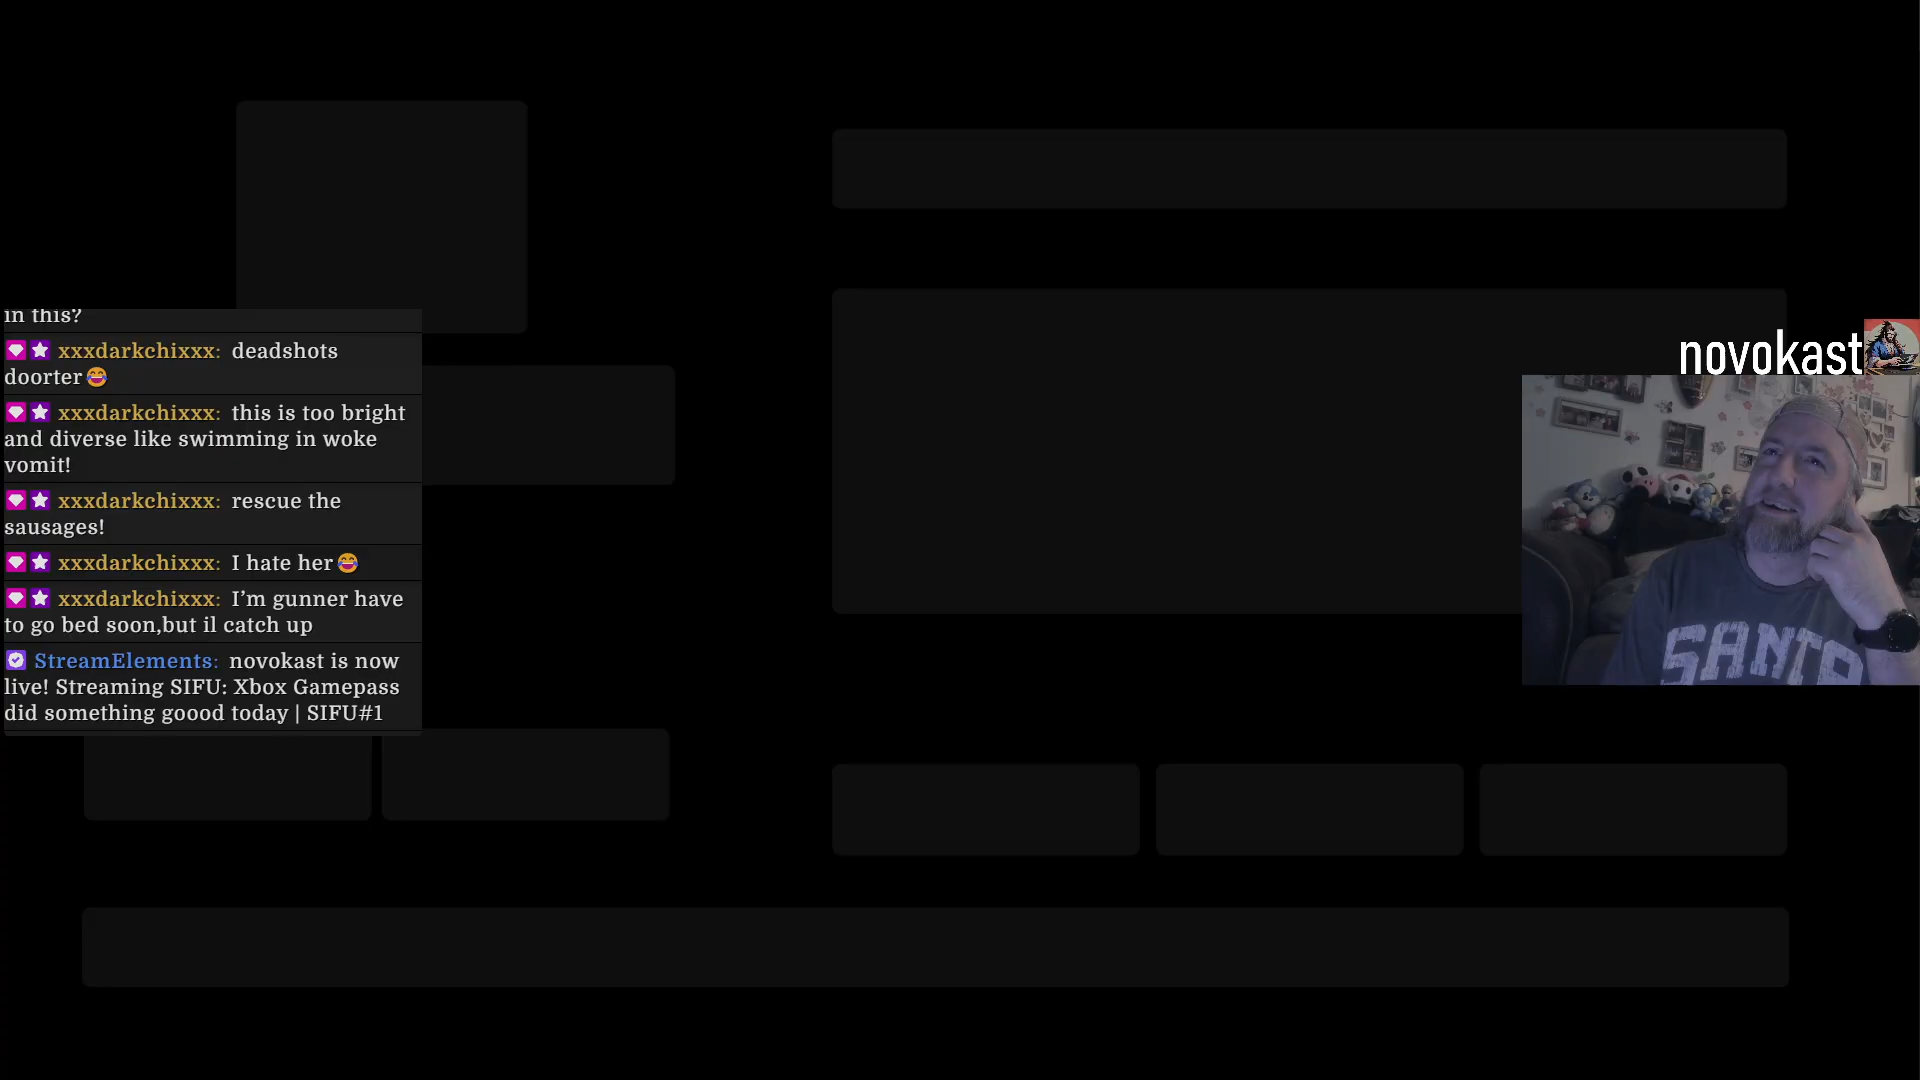 in this?
xxxdarkchixxx: deadshots
doorter😂
xxxdarkchixxx: this is too bright
and diverse like swimming in woke
vomit!
xxxdarkchixxx: rescue the
sausages!
xxxdarkchixxx: I hate her😂
xxxdarkchixxx: I’m gunner have
to go bed soon,but il catch up
StreamElements: novokast is now
live! Streaming SIFU: Xbox Gamepass
did something goood today | SIFU#1
novokast
SANTA